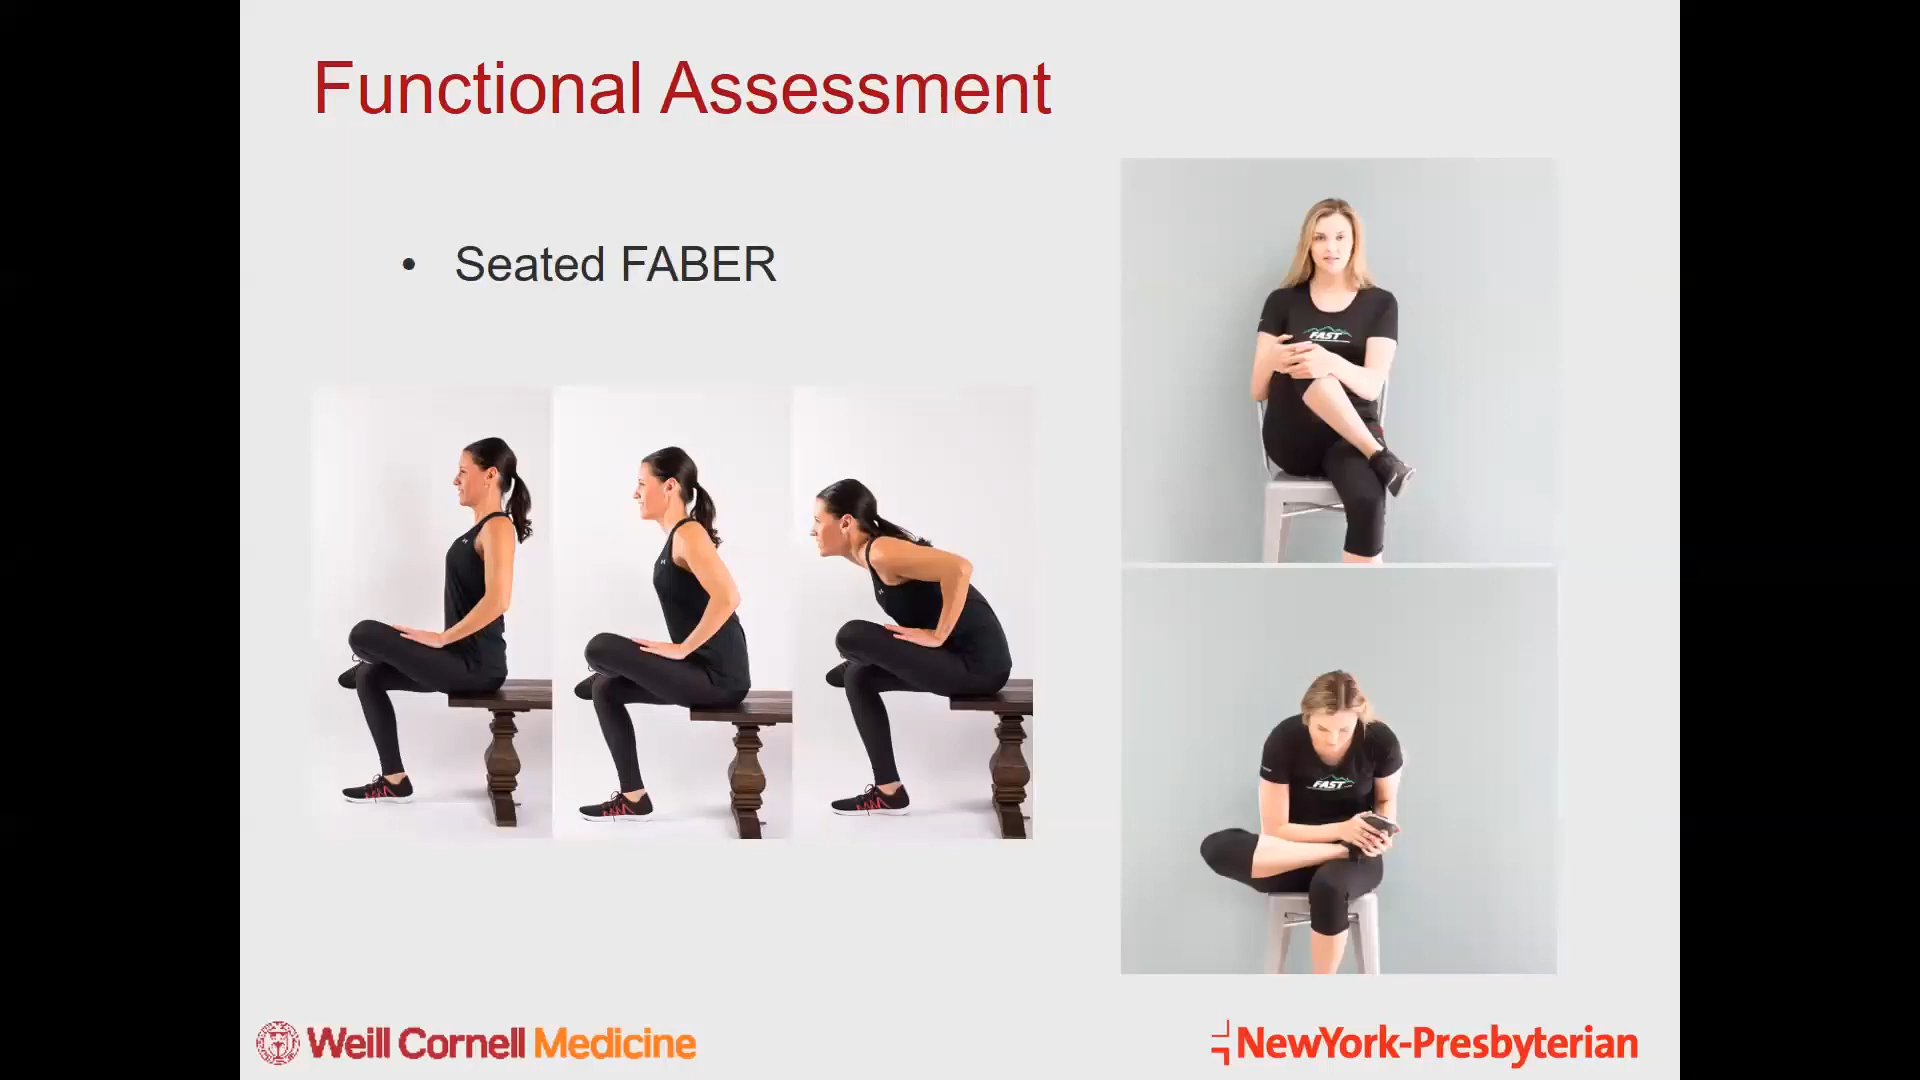 Functional Assessment
• Seated FABER
FAST
FAST
Weill Cornell Medicine
NewYork-Presbyterian